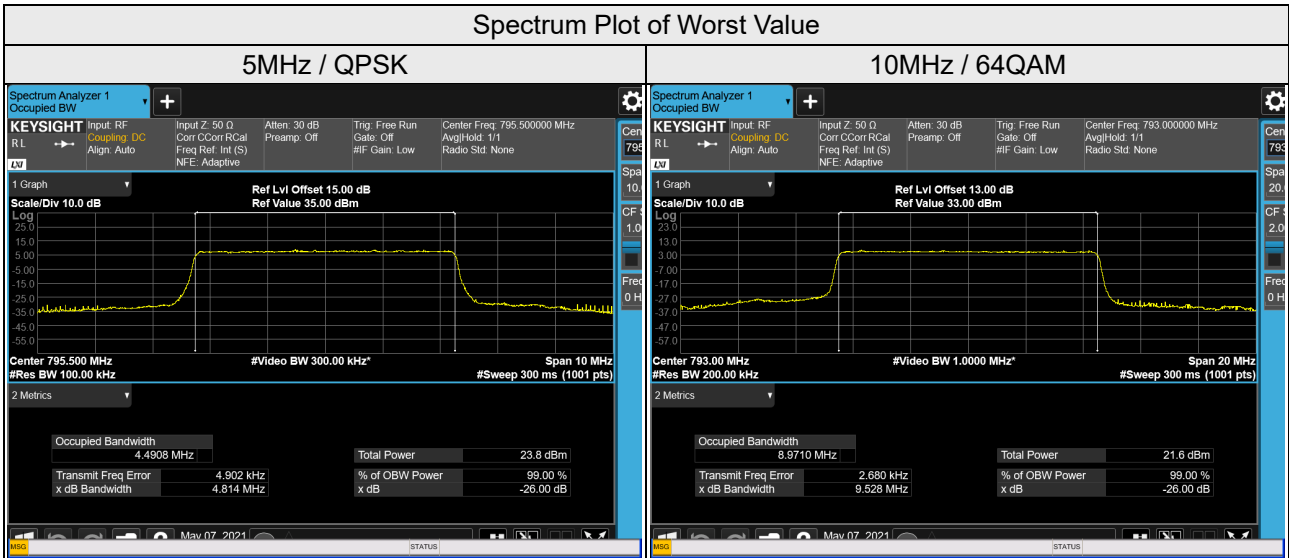 Spectrum Plot of Worst Value
5MHz / QPSK
Spectrum Analyzer 1
Occupied BW
+
KEYSIGHT Input: RF Input Z: 50 Ω Atten: 30 dB Trig: Free Run Center Freq: 795.500000 MHz
R L Coupling: DC Corr CCorr RCal Preamp: Off Gate: Off Avg|Hold: 1/1
Align: Auto Freq Ref: Int (S) #IF Gain: Low Radio Std: None
LXI NFE: Adaptive
1 Graph
Ref Lvl Offset 15.00 dB
Scale/Div 10.0 dB Ref Value 35.00 dBm
Log
25.0
15.0
5.00
-5.00
-15.0
-25.0
-35.0
-45.0
-55.0
Center 795.500 MHz #Video BW 300.00 kHz* Span 10 MHz
#Res BW 100.00 kHz #Sweep 300 ms (1001 pts)
2 Metrics
Occupied Bandwidth
4.4908 MHz Total Power 23.8 dBm
Transmit Freq Error 4.902 kHz % of OBW Power 99.00 %
x dB Bandwidth 4.814 MHz x dB -26.00 dB
May 07, 2021
MSG STATUS
10MHz / 64QAM
Spectrum Analyzer 1
Occupied BW
+
KEYSIGHT Input: RF Input Z: 50 Ω Atten: 30 dB Trig: Free Run Center Freq: 793.000000 MHz
R L Coupling: DC Corr CCorr RCal Preamp: Off Gate: Off Avg|Hold: 1/1
Align: Auto Freq Ref: Int (S) #IF Gain: Low Radio Std: None
LXI NFE: Adaptive
1 Graph
Ref Lvl Offset 13.00 dB
Scale/Div 10.0 dB Ref Value 33.00 dBm
Log
23.0
13.0
3.00
-7.00
-17.0
-27.0
-37.0
-47.0
-57.0
Center 793.00 MHz #Video BW 1.0000 MHz* Span 20 MHz
#Res BW 200.00 kHz #Sweep 300 ms (1001 pts)
2 Metrics
Occupied Bandwidth
8.9710 MHz Total Power 21.6 dBm
Transmit Freq Error 2.680 kHz % of OBW Power 99.00 %
x dB Bandwidth 9.528 MHz x dB -26.00 dB
May 07, 2021
MSG STATUS